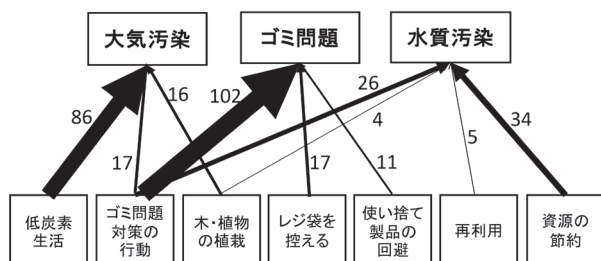 大気汚染
ゴミ問題
水質汚染
86
16
102
26
4
34
17
17
11
5
低炭素
生活
ゴミ問題
対策の
行動
木・植物
の植栽
レジ袋を
控える
使い捨て
製品の
回避
再利用
資源の
節約